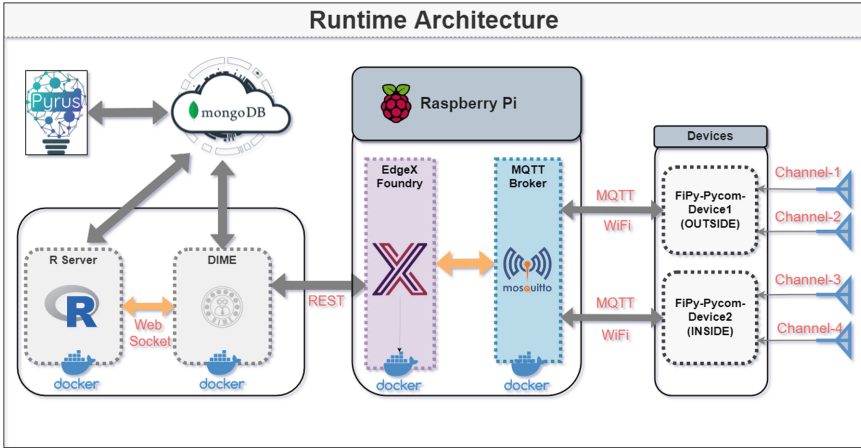 Runtime Architecture
Pyrus
mongoDB
Raspberry Pi
Devices
EdgeX
Foundry
MQTT
Broker
mosquitto
R Server
R
DIME
Web
Socket
REST
MQTT
WiFi
MQTT
WiFi
FiPy-Pycom-
Device1
(OUTSIDE)
FiPy-Pycom-
Device2
(INSIDE)
Channel-1
Channel-2
Channel-3
Channel-4
docker
docker
docker
docker